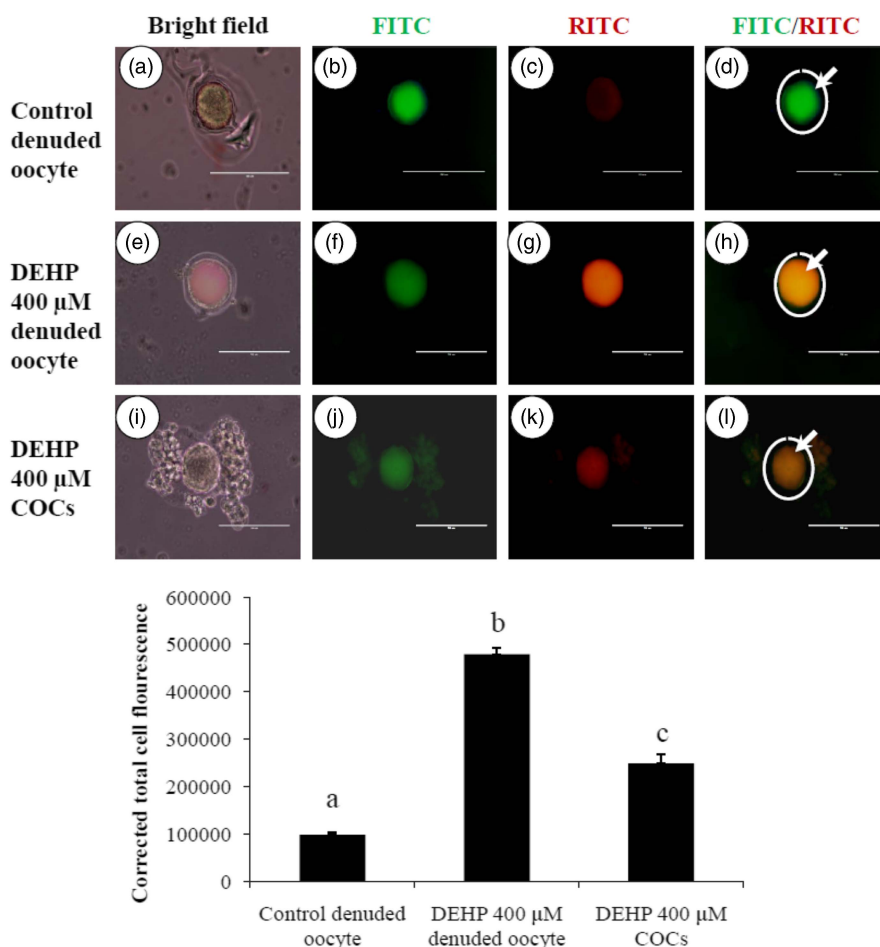 Bright field FITC RITC FITC/RITC
(a) (b) (c) (d)
Control
denuded
oocyte
(e) (f) (g) (h)
DEHP
400 μM
denuded
oocyte
(i) (j) (k) (l)
DEHP
400 μM
COCs
Corrected total cell flourescence
600000
500000
400000
300000
200000
100000
0
a
b
c
Control denuded
oocyte
DEHP 400 μM
denuded oocyte
DEHP 400 μM
COCs